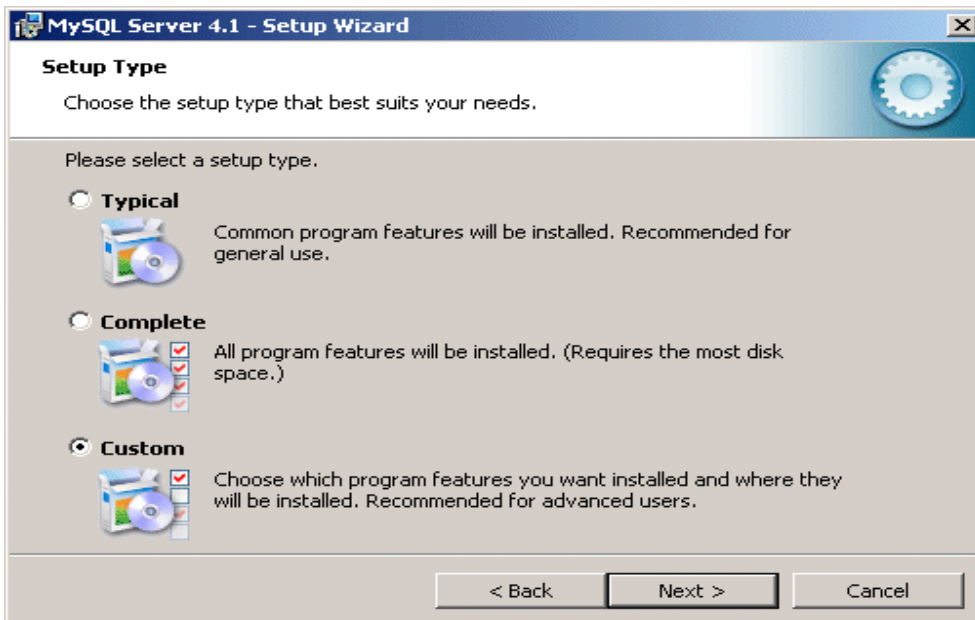 MySQL Server 4.1 - Setup Wizard
Setup Type
Choose the setup type that best suits your needs.
Please select a setup type.
Typical
Common program features will be installed. Recommended for
general use.
Complete
All program features will be installed. (Requires the most disk
space.)
Custom
Choose which program features you want installed and where they
will be installed. Recommended for advanced users.
< Back
Next >
Cancel